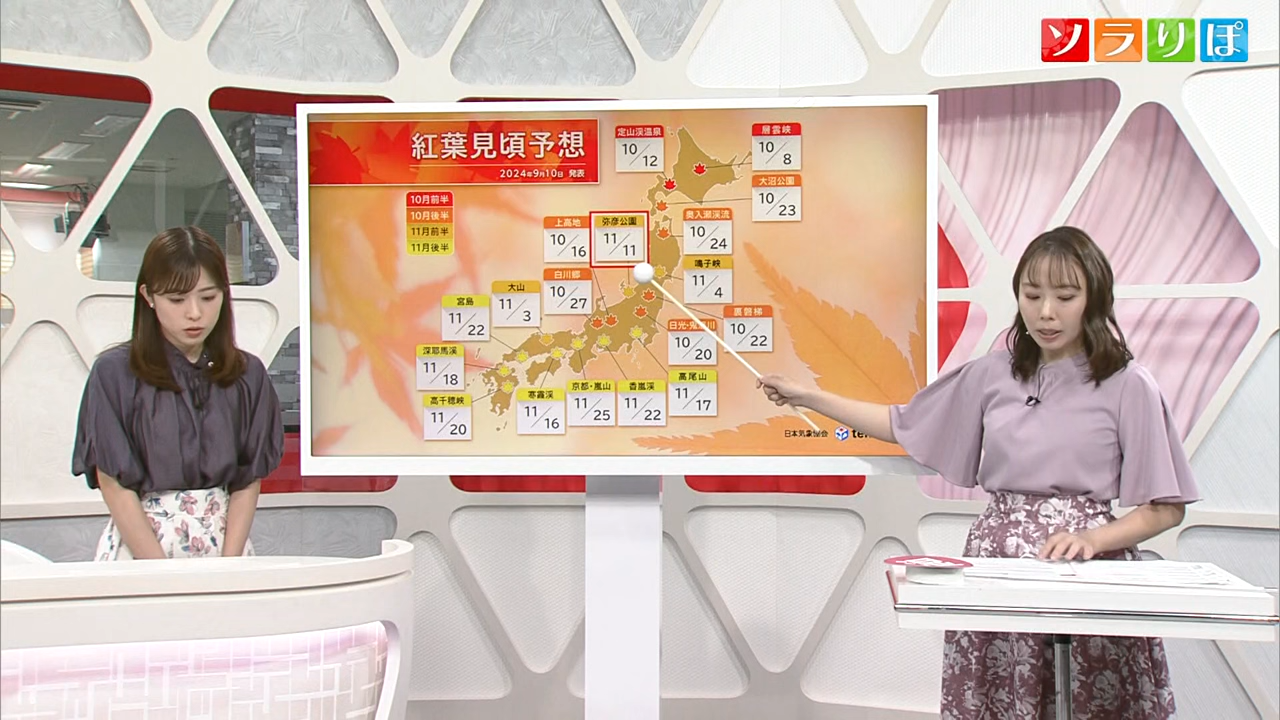 ソラりぽ
紅葉見頃予想
2024年9月10日 発表
10月前半
10月後半
11月前半
11月後半
定山渓温泉
10/12
層雲峡
10/8
大沼公園
10/23
上高地
10/16
弥彦公園
11/11
奥入瀬渓流
10/24
鳴子峡
11/4
白川郷
10/27
大山
11/3
宮島
11/22
裏磐梯
10/22
日光・鬼
川
10/20
深耶馬渓
11/18
高千穂峡
11/20
寒霞渓
11/16
京都・嵐山
11/25
香嵐渓
11/22
高尾山
11/17
日本気象協会